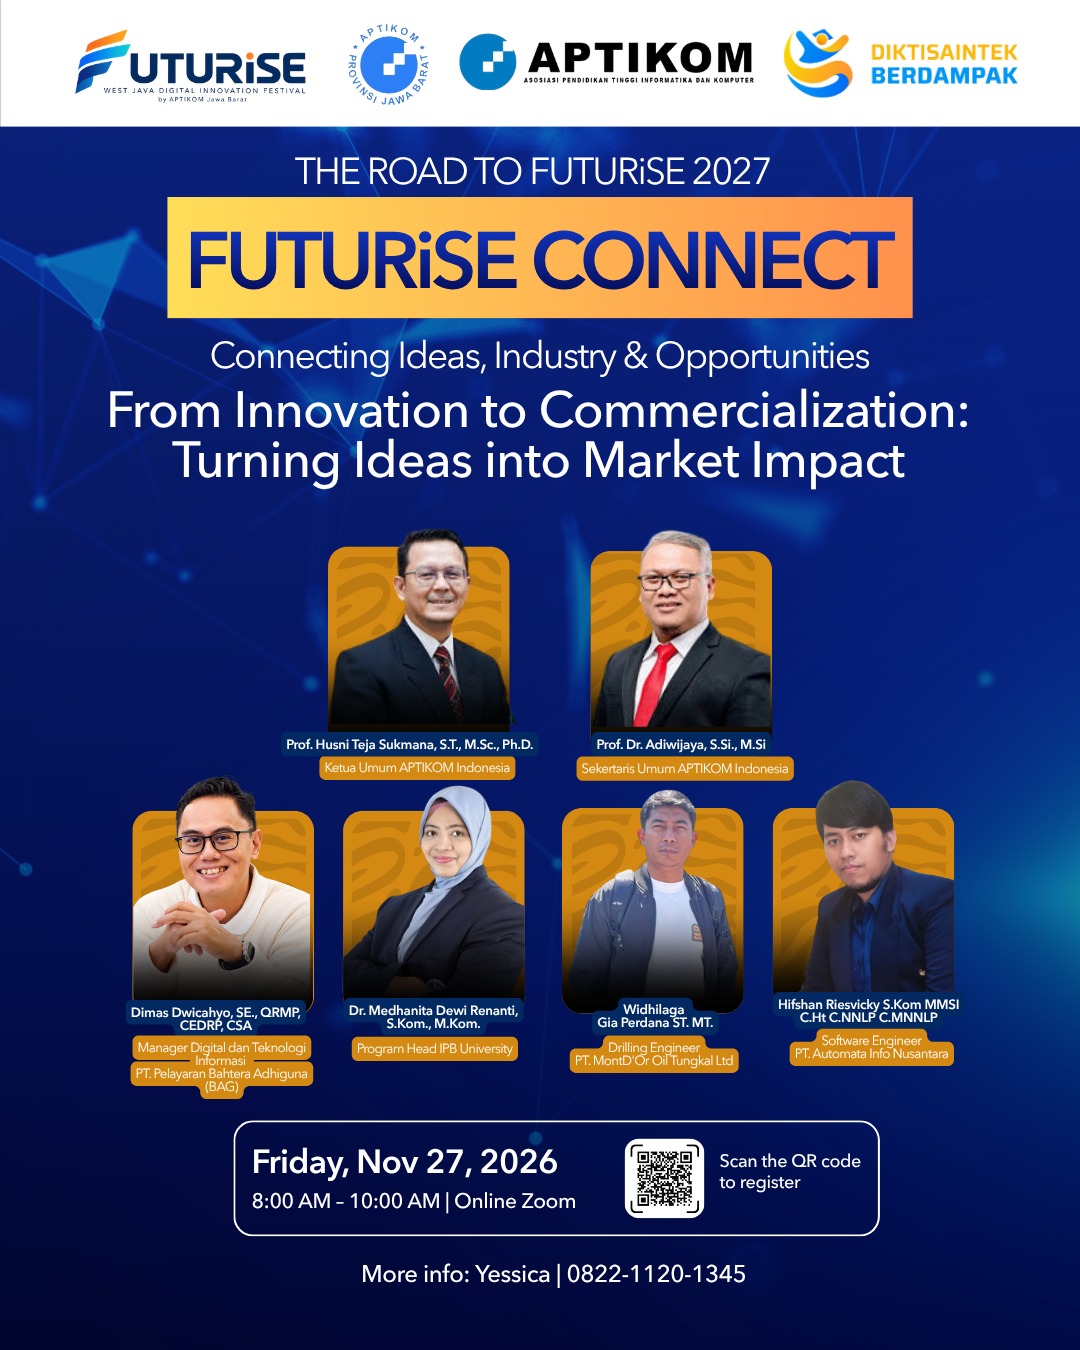 FUTURiSE
WEST JAVA DIGITAL INNOVATION FESTIVAL
by APTIKOM Jawa Barat
APTIKOM
PROVINSI JAWA BARAT
APTIKOM
ASOSIASI PENDIDIKAN TINGGI INFORMATIKA DAN KOMPUTER
DIKTISAINTEK
BERDAMPAK
THE ROAD TO FUTURiSE 2027
FUTURiSE CONNECT
Connecting Ideas, Industry & Opportunities
From Innovation to Commercialization:
Turning Ideas into Market Impact
Prof. Husni Teja Sukmana, S.T., M.Sc., Ph.D.
Ketua Umum APTIKOM Indonesia
Prof. Dr. Adiwijaya, S.Si., M.Si
Sekertaris Umum APTIKOM Indonesia
Dimas Dwicahyo, SE., QRMP,
CEDRP, CSA
Manager Digital dan Teknologi
Informasi
PT. Pelayaran Bahtera Adhiguna
(BAG)
Dr. Medhanita Dewi Renanti,
S.Kom., M.Kom.
Program Head IPB University
Widhilaga
Gia Perdana ST. MT.
Drilling Engineer
PT. MontD'Or Oil Tungkal Ltd
Hifshan Riesvicky S.Kom MMSI
C.Ht C.NNLP C.MNNLP
Software Engineer
PT. Automata Info Nusantara
Friday, Nov 27, 2026
8:00 AM – 10:00 AM | Online Zoom
Scan the QR code
to register
More info: Yessica | 0822-1120-1345